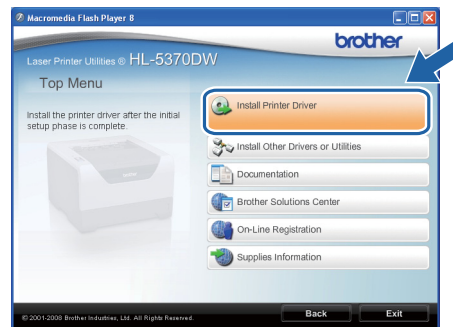 Macromedia Flash Player 8
brother
Laser Printer Utilities ® HL-5370DW
Top Menu
Install the printer driver after the initial
setup phase is complete.
Install Printer Driver
Install Other Drivers or Utilities
Documentation
Brother Solutions Center
On-Line Registration
Supplies Information
© 2001-2008 Brother Industries, Ltd. All Rights Reserved.
Back
Exit